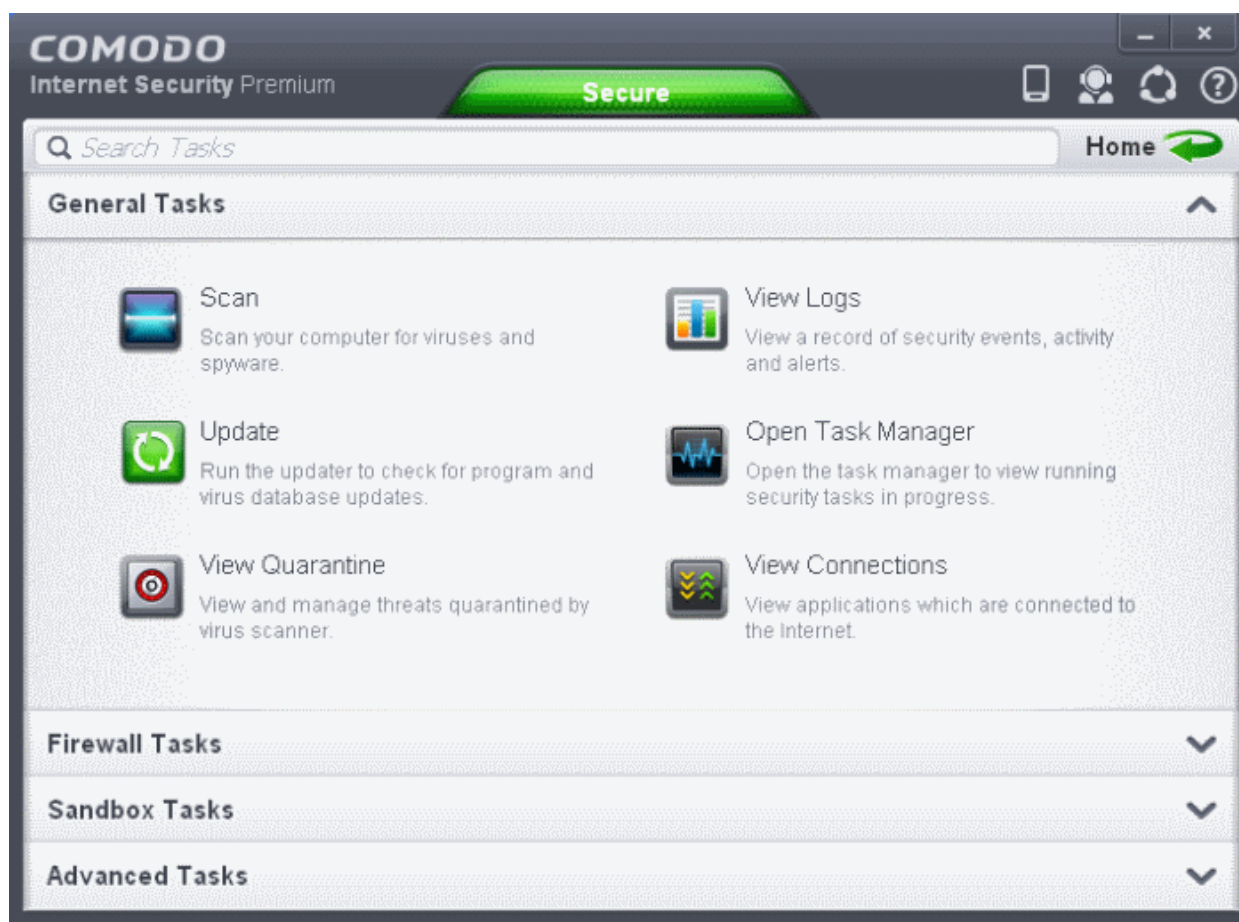 COMODO
Internet Security Premium
Secure
Search Tasks
Home
General Tasks
Scan
Scan your computer for viruses and
spyware.
View Logs
View a record of security events, activity
and alerts.
Update
Run the updater to check for program and
virus database updates.
Open Task Manager
Open the task manager to view running
security tasks in progress.
View Quarantine
View and manage threats quarantined by
virus scanner.
View Connections
View applications which are connected to
the Internet.
Firewall Tasks
Sandbox Tasks
Advanced Tasks